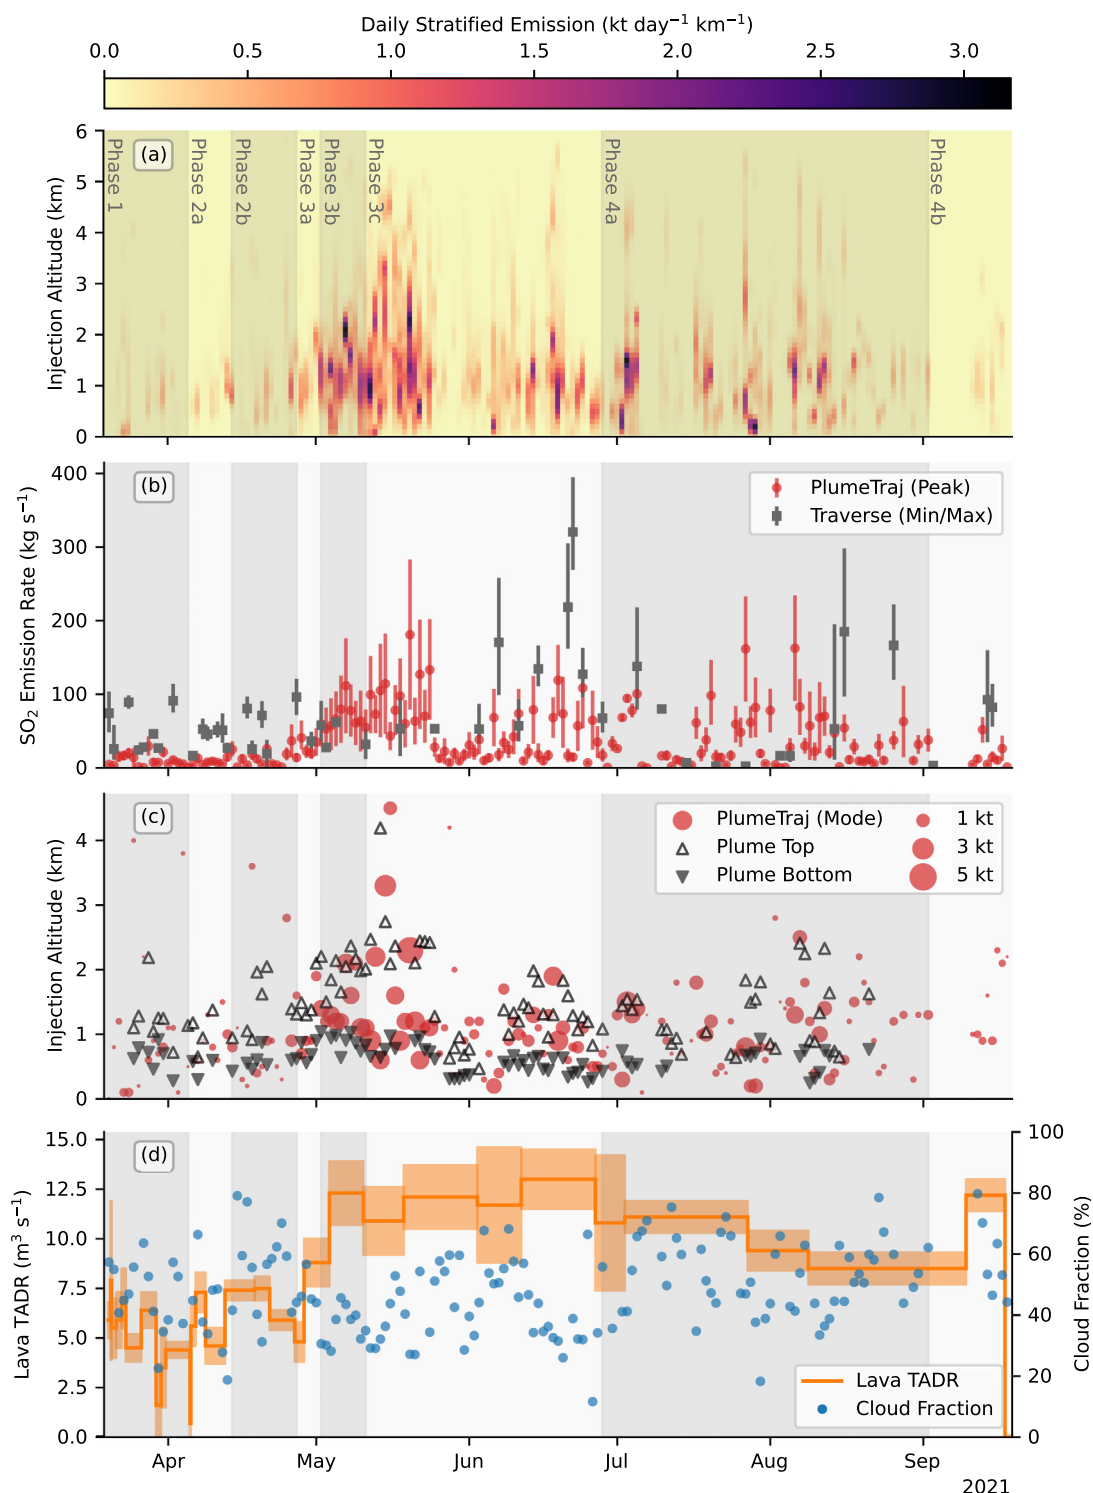 Daily Stratified Emission (kt day⁻¹ km⁻¹)
0.0 0.5 1.0 1.5 2.0 2.5 3.0
(a)
Phase 1
Phase 2a
Phase 2b
Phase 3a
Phase 3b
Phase 3c
Phase 4a
Phase 4b
Injection Altitude (km)
6
5
4
3
2
1
0
(b)
SO₂ Emission Rate (kg s⁻¹)
400
300
200
100
0
PlumeTraj (Peak)
Traverse (Min/Max)
(c)
Injection Altitude (km)
4
3
2
1
0
PlumeTraj (Mode) 1 kt
Plume Top 3 kt
Plume Bottom 5 kt
(d)
Lava TADR (m³ s⁻¹)
15.0
12.5
10.0
7.5
5.0
2.5
0.0
Cloud Fraction (%)
100
80
60
40
20
0
Lava TADR
Cloud Fraction
Apr May Jun Jul Aug Sep
2021